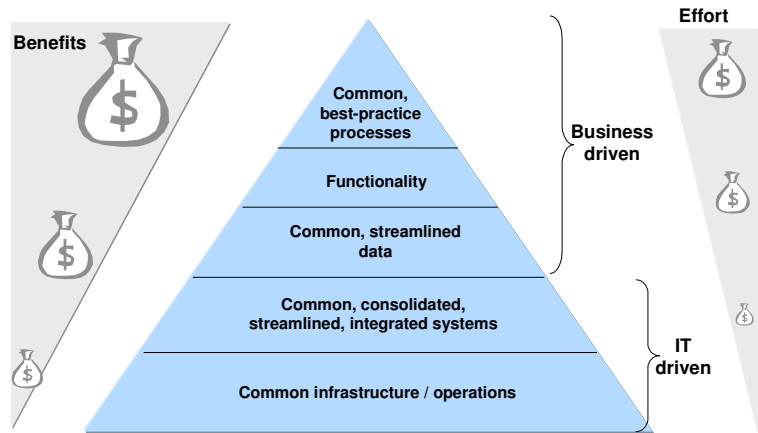 Benefits
Effort
$
$
$
$
$
$
Common,
best-practice
processes
Functionality
Common, streamlined
data
Common, consolidated,
streamlined, integrated systems
Common infrastructure / operations
Business
driven
IT
driven